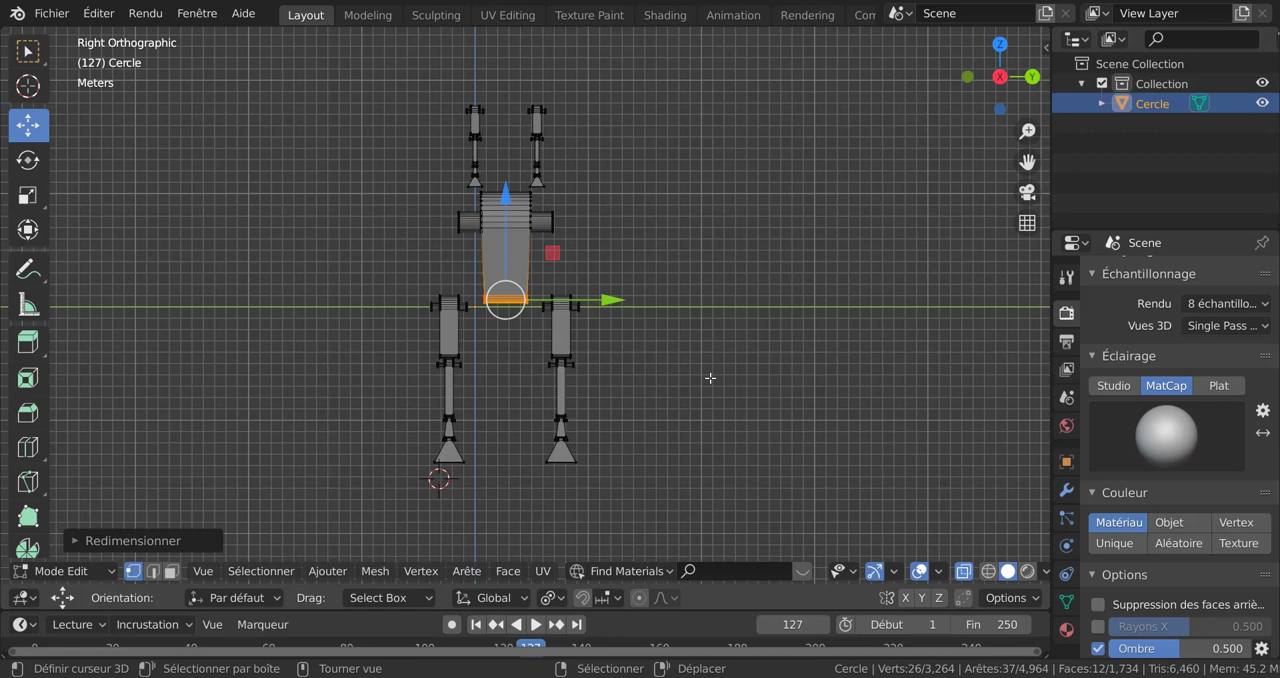 Fichier Éditer Rendu Fenêtre Aide Layout Modeling Sculpting UV Editing Texture Paint Shading Animation Rendering Com Scene View Layer
Right Orthographic
(127) Cercle
Meters
Z
X
Y
Scene Collection
Collection
Cercle
Scene
Échantillonnage
Rendu 8 échantillo...
Vues 3D Single Pass ...
Éclairage
Studio MatCap Plat
Couleur
Matériau Objet Vertex
Unique Aléatoire Texture
Options
Suppression des faces arriè...
Rayons X 0.500
Ombre 0.500
Redimensionner
Mode Edit Vue Sélectionner Ajouter Mesh Vertex Arête Face UV Find Materials
Orientation: Par défaut Drag: Select Box Global X Y Z Options
Lecture Incrustation Vue Marqueur 127 Début 1 Fin 250
Définir curseur 3D Sélectionner par boîte Tourner vue Sélectionner Déplacer Cercle | Verts:26/3,264 | Arêtes:37/4,964 | Faces:12/1,734 | Tris:6,460 | Mem: 45.2 M